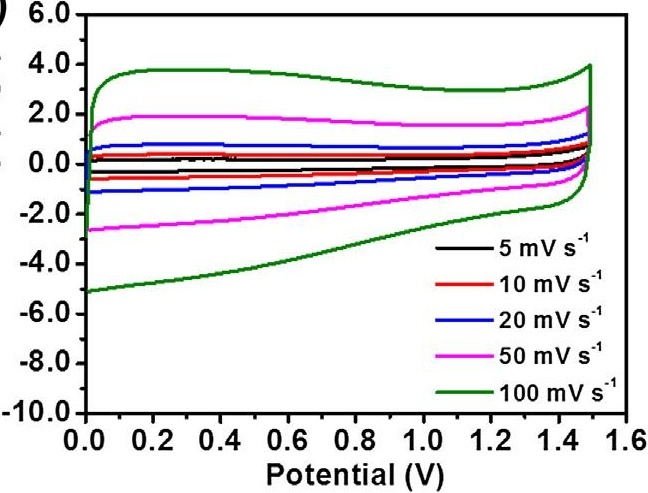 )
6.0
4.0
2.0
0.0
-2.0
-4.0
-6.0
-8.0
-10.0
0.0 0.2 0.4 0.6 0.8 1.0 1.2 1.4 1.6
Potential (V)
5 mV s⁻¹
10 mV s⁻¹
20 mV s⁻¹
50 mV s⁻¹
100 mV s⁻¹